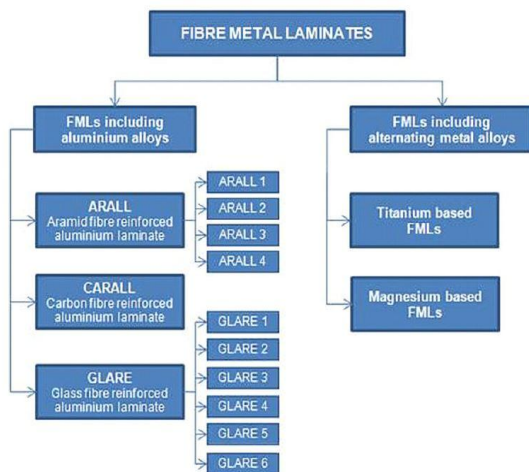 FIBRE METAL LAMINATES
FMLs including
aluminium alloys
FMLs including
alternating metal alloys
ARALL
Aramid fibre reinforced
aluminium laminate
ARALL 1
ARALL 2
ARALL 3
ARALL 4
CARALL
Carbon fibre reinforced
aluminium laminate
GLARE
Glass fibre reinforced
aluminium laminate
GLARE 1
GLARE 2
GLARE 3
GLARE 4
GLARE 5
GLARE 6
Titanium based
FMLs
Magnesium based
FMLs